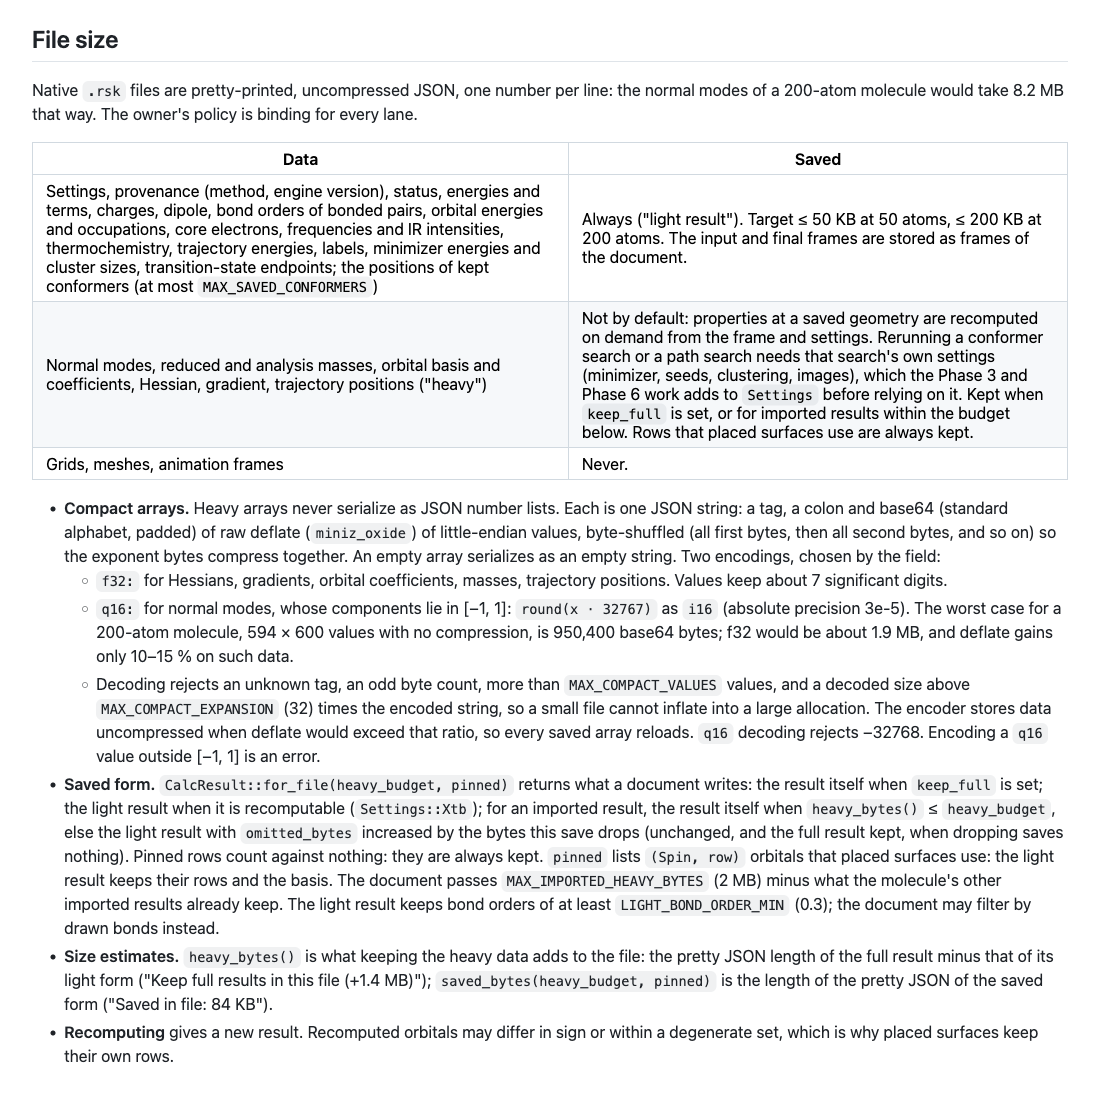 File size
Native .rsk files are pretty-printed, uncompressed JSON, one number per line: the normal modes of a 200-atom molecule would take 8.2 MB
that way. The owner's policy is binding for every lane.
Data
Saved
Settings, provenance (method, engine version), status, energies and
terms, charges, dipole, bond orders of bonded pairs, orbital energies
and occupations, core electrons, frequencies and IR intensities,
thermochemistry, trajectory energies, labels, minimizer energies and
cluster sizes, transition-state endpoints; the positions of kept
conformers (at most MAX_SAVED_CONFORMERS )
Always ("light result"). Target ≤ 50 KB at 50 atoms, ≤ 200 KB at
200 atoms. The input and final frames are stored as frames of
the document.
Normal modes, reduced and analysis masses, orbital basis and
coefficients, Hessian, gradient, trajectory positions ("heavy")
Not by default: properties at a saved geometry are recomputed
on demand from the frame and settings. Rerunning a conformer
search or a path search needs that search's own settings
(minimizer, seeds, clustering, images), which the Phase 3 and
Phase 6 work adds to Settings before relying on it. Kept when
keep_full is set, or for imported results within the budget
below. Rows that placed surfaces use are always kept.
Grids, meshes, animation frames
Never.
• Compact arrays. Heavy arrays never serialize as JSON number lists. Each is one JSON string: a tag, a colon and base64 (standard
alphabet, padded) of raw deflate ( miniz_oxide ) of little-endian values, byte-shuffled (all first bytes, then all second bytes, and so on) so
the exponent bytes compress together. An empty array serializes as an empty string. Two encodings, chosen by the field:
◦ f32: for Hessians, gradients, orbital coefficients, masses, trajectory positions. Values keep about 7 significant digits.
◦ q16: for normal modes, whose components lie in [−1, 1]: round(x · 32767) as i16 (absolute precision 3e-5). The worst case for a
200-atom molecule, 594 × 600 values with no compression, is 950,400 base64 bytes; f32 would be about 1.9 MB, and deflate gains
only 10–15 % on such data.
◦ Decoding rejects an unknown tag, an odd byte count, more than MAX_COMPACT_VALUES values, and a decoded size above
MAX_COMPACT_EXPANSION (32) times the encoded string, so a small file cannot inflate into a large allocation. The encoder stores data
uncompressed when deflate would exceed that ratio, so every saved array reloads. q16 decoding rejects −32768. Encoding a q16
value outside [−1, 1] is an error.
• Saved form. CalcResult::for_file(heavy_budget, pinned) returns what a document writes: the result itself when keep_full is set;
the light result when it is recomputable ( Settings::Xtb ); for an imported result, the result itself when heavy_bytes() ≤ heavy_budget ,
else the light result with omitted_bytes increased by the bytes this save drops (unchanged, and the full result kept, when dropping saves
nothing). Pinned rows count against nothing: they are always kept. pinned lists (Spin, row) orbitals that placed surfaces use: the light
result keeps their rows and the basis. The document passes MAX_IMPORTED_HEAVY_BYTES (2 MB) minus what the molecule's other
imported results already keep. The light result keeps bond orders of at least LIGHT_BOND_ORDER_MIN (0.3); the document may filter by
drawn bonds instead.
• Size estimates. heavy_bytes() is what keeping the heavy data adds to the file: the pretty JSON length of the full result minus that of its
light form ("Keep full results in this file (+1.4 MB)"); saved_bytes(heavy_budget, pinned) is the length of the pretty JSON of the saved
form ("Saved in file: 84 KB").
• Recomputing gives a new result. Recomputed orbitals may differ in sign or within a degenerate set, which is why placed surfaces keep
their own rows.